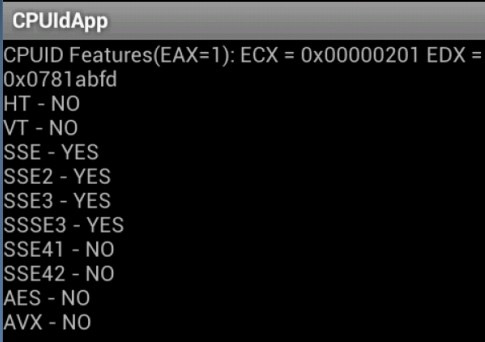 CPUIdApp
CPUID Features(EAX=1): ECX = 0x00000201 EDX =
0x0781abfd
HT - NO
VT - NO
SSE - YES
SSE2 - YES
SSE3 - YES
SSSE3 - YES
SSE41 - NO
SSE42 - NO
AES - NO
AVX - NO